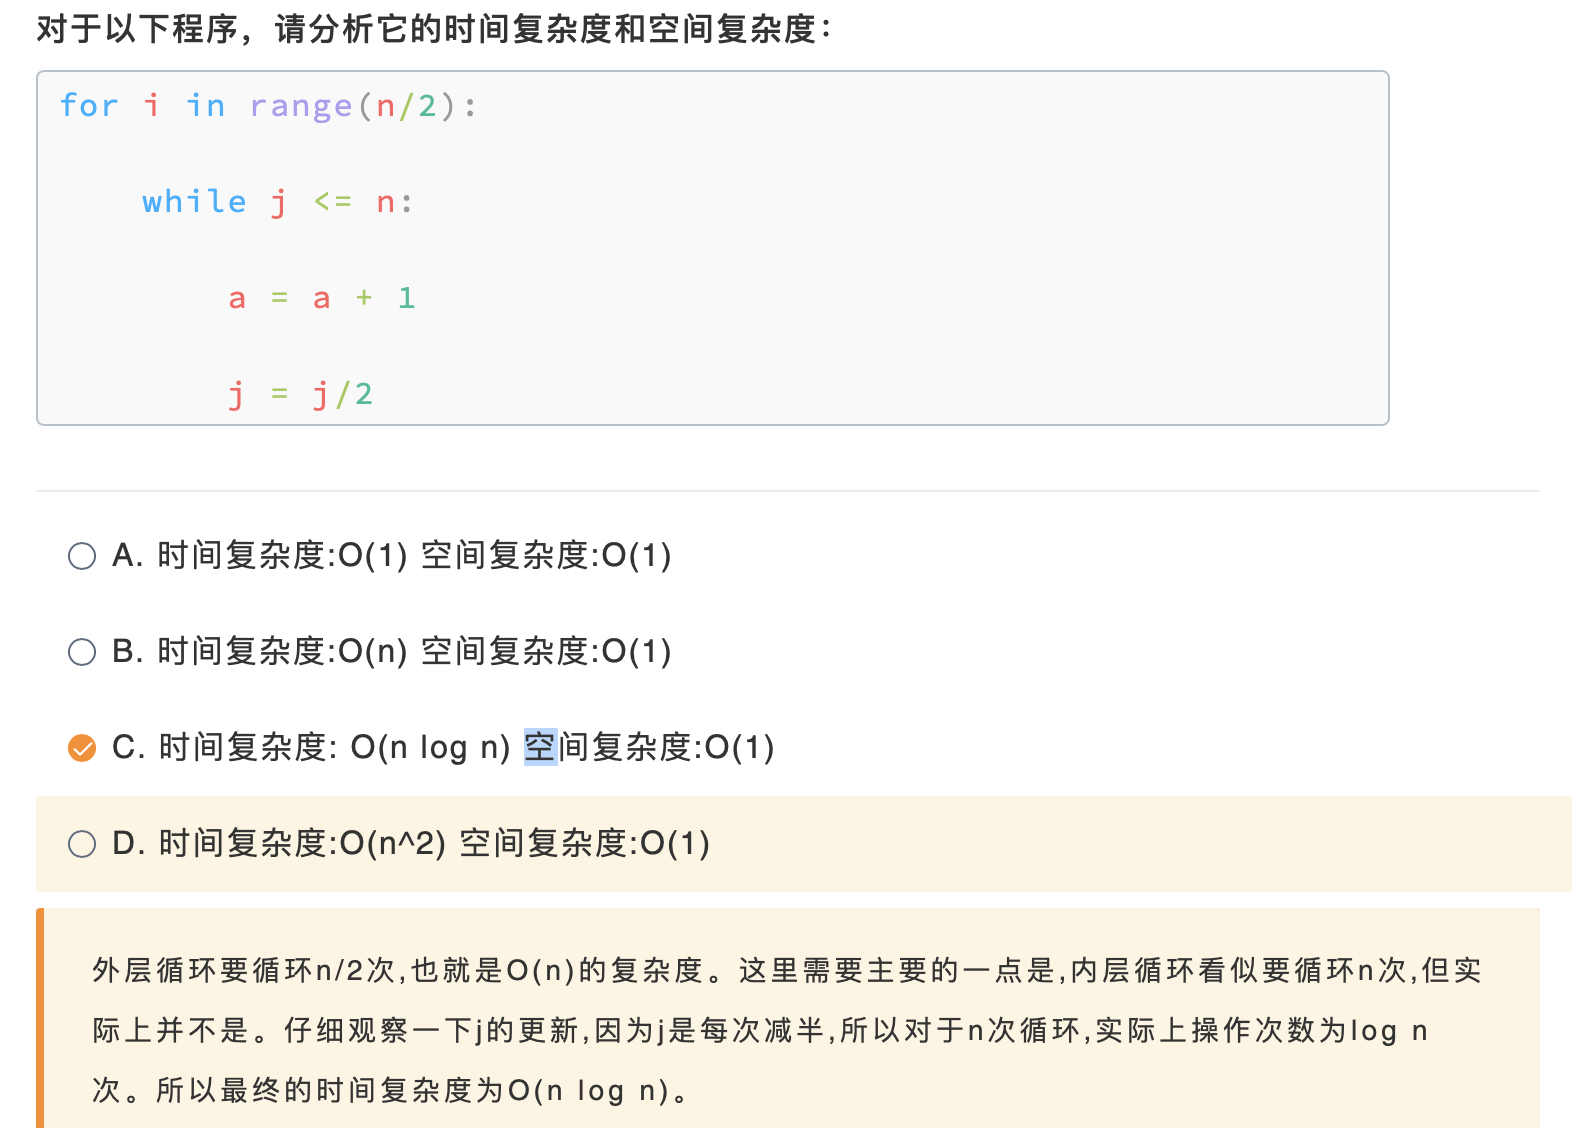 对于以下程序，请分析它的时间复杂度和空间复杂度：
for i in range(n/2):
    while j <= n:
        a = a + 1
        j = j/2
A. 时间复杂度:O(1) 空间复杂度:O(1)
B. 时间复杂度:O(n) 空间复杂度:O(1)
C. 时间复杂度: O(n log n) 空间复杂度:O(1)
D. 时间复杂度:O(n^2) 空间复杂度:O(1)
外层循环要循环n/2次,也就是O(n)的复杂度。这里需要主要的一点是,内层循环看似要循环n次,但实
际上并不是。仔细观察一下j的更新,因为j是每次减半,所以对于n次循环,实际上操作次数为log n
次。所以最终的时间复杂度为O(n log n)。